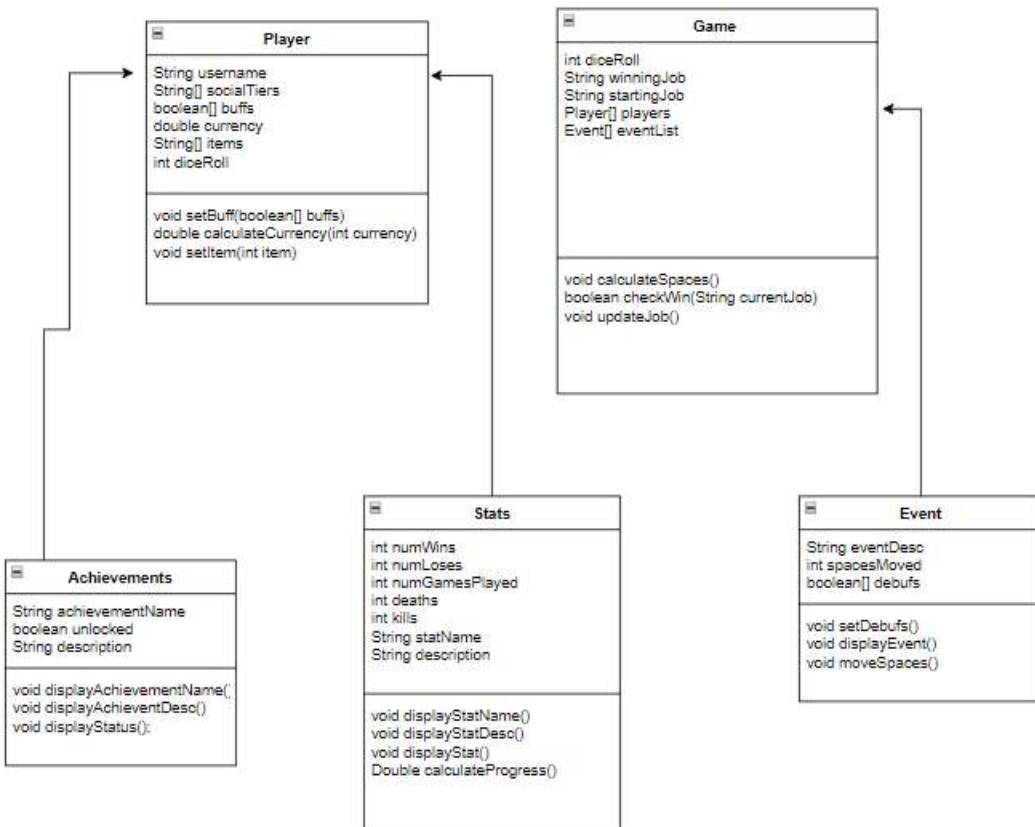 Player
String username
String[] socialTiers
boolean[] buffs
double currency
String[] items
int diceRoll
void setBuff(boolean[] buffs)
double calculateCurrency(int currency)
void setItem(int item)
Game
int diceRoll
String winningJob
String startingJob
Player[] players
Event[] eventList
void calculateSpaces()
boolean checkWin(String currentJob)
void updateJob()
Achievements
String achievementName
boolean unlocked
String description
void displayAchievementName(
void displayAchieventDesc()
void displayStatus();
Stats
int numWins
int numLoses
int numGamesPlayed
int deaths
int kills
String statName
String description
void displayStatName()
void displayStatDesc()
void displayStat()
Double calculateProgress()
Event
String eventDesc
int spacesMoved
boolean[] debufs
void setDebufs()
void displayEvent()
void moveSpaces()